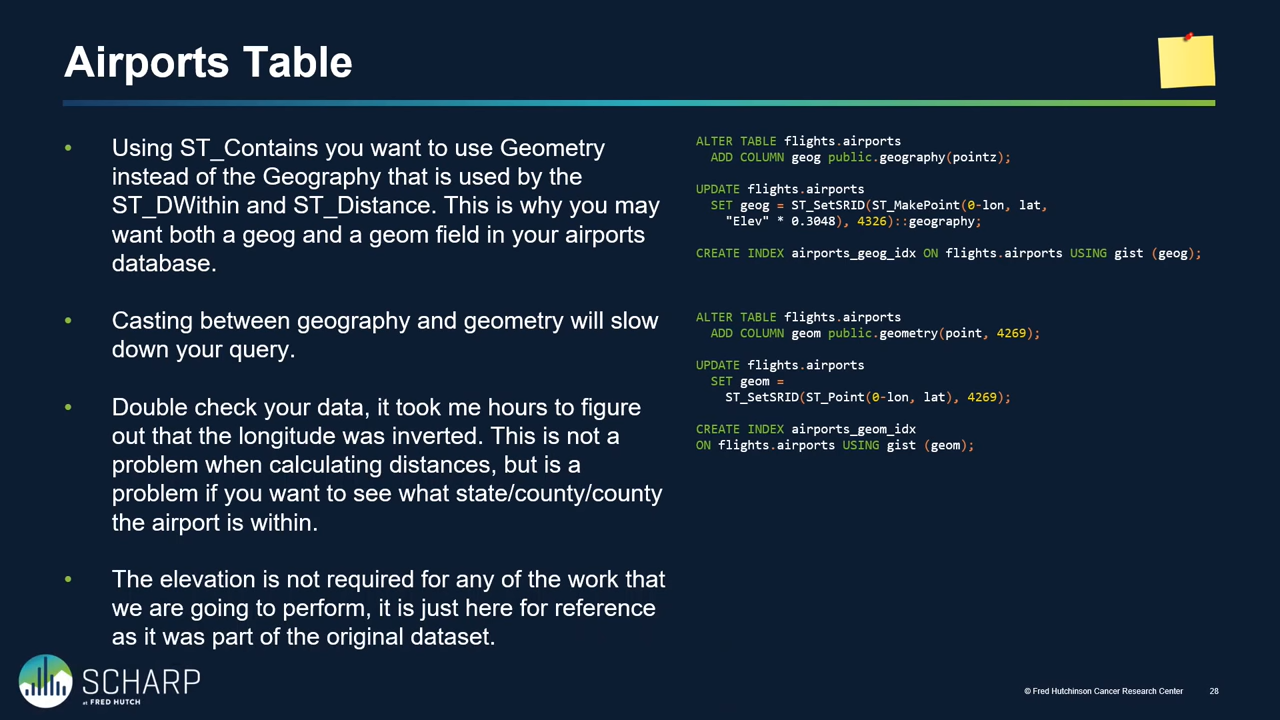 Airports Table
• Using ST_Contains you want to use Geometry
instead of the Geography that is used by the
ST_DWithin and ST_Distance. This is why you may
want both a geog and a geom field in your airports
database.
• Casting between geography and geometry will slow
down your query.
• Double check your data, it took me hours to figure
out that the longitude was inverted. This is not a
problem when calculating distances, but is a
problem if you want to see what state/county/county
the airport is within.
• The elevation is not required for any of the work that
we are going to perform, it is just here for reference
as it was part of the original dataset.
ALTER TABLE flights.airports
ADD COLUMN geog public.geography(pointz);
UPDATE flights.airports
SET geog = ST_SetSRID(ST_MakePoint(0-lon, lat,
"Elev" * 0.3048), 4326)::geography;
CREATE INDEX airports_geog_idx ON flights.airports USING gist (geog);
ALTER TABLE flights.airports
ADD COLUMN geom public.geometry(point, 4269);
UPDATE flights.airports
SET geom =
ST_SetSRID(ST_Point(0-lon, lat), 4269);
CREATE INDEX airports_geom_idx
ON flights.airports USING gist (geom);
SCHARP
at FRED HUTCH
© Fred Hutchinson Cancer Research Center 28